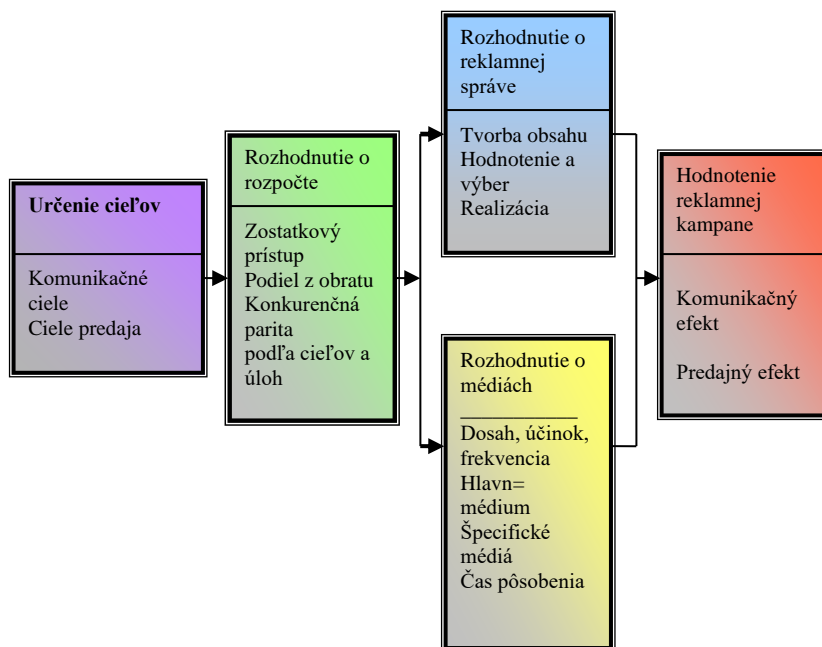 Určenie cieľov
Komunikačné
ciele
Ciele predaja
Rozhodnutie o
rozpočte
Zostatkový
prístup
Podiel z obratu
Konkurenčná
parita
podľa cieľov a
úloh
Rozhodnutie o
reklamnej
správe
Tvorba obsahu
Hodnotenie a
výber
Realizácia
Rozhodnutie o
médiách
___________
Dosah, účinok,
frekvencia
Hlavn=
médium
Špecifické
médiá
Čas pôsobenia
Hodnotenie
reklamnej
kampane
Komunikačný
efekt
Predajný efekt